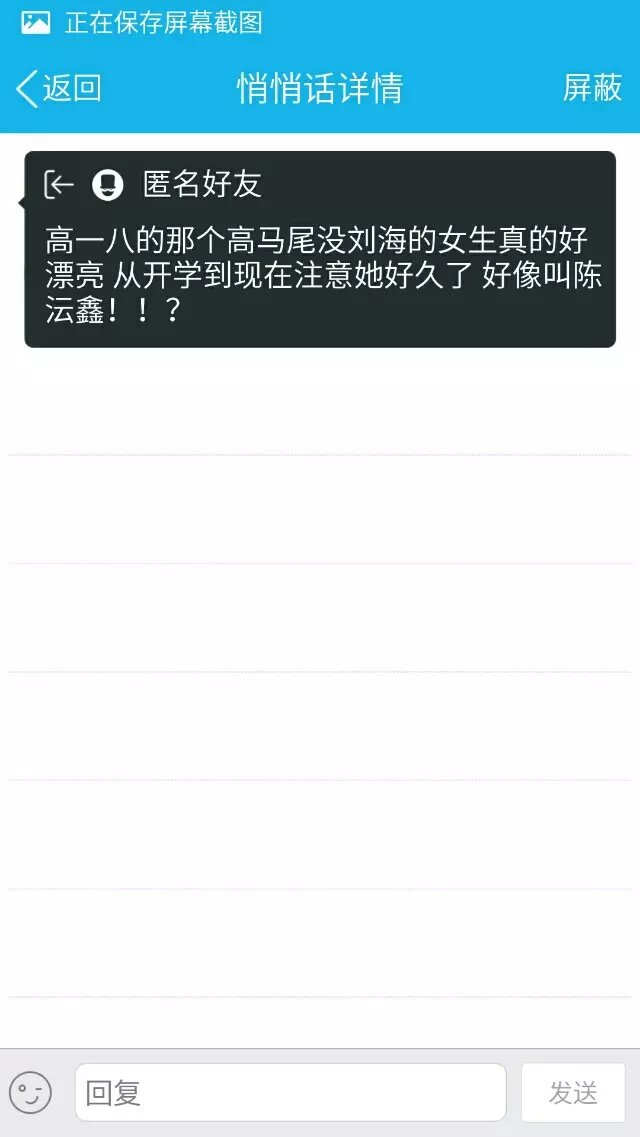 正在保存屏幕截图
返回
悄悄话详情
屏蔽
匿名好友
高一八的那个高马尾没刘海的女生真的好
漂亮 从开学到现在注意她好久了 好像叫陈
沄鑫！！？
回复
发送